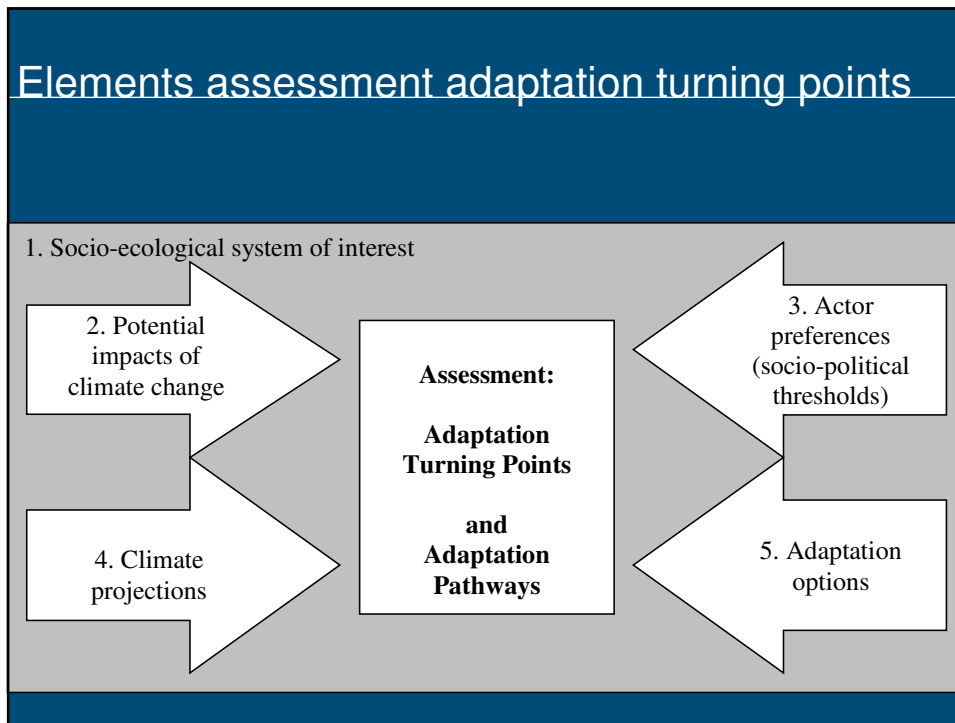 Elements assessment adaptation turning points
1. Socio-ecological system of interest
2. Potential
impacts of
climate change
3. Actor
preferences
(socio-political
thresholds)
Assessment:
Adaptation
Turning Points
and
Adaptation
Pathways
4. Climate
projections
5. Adaptation
options